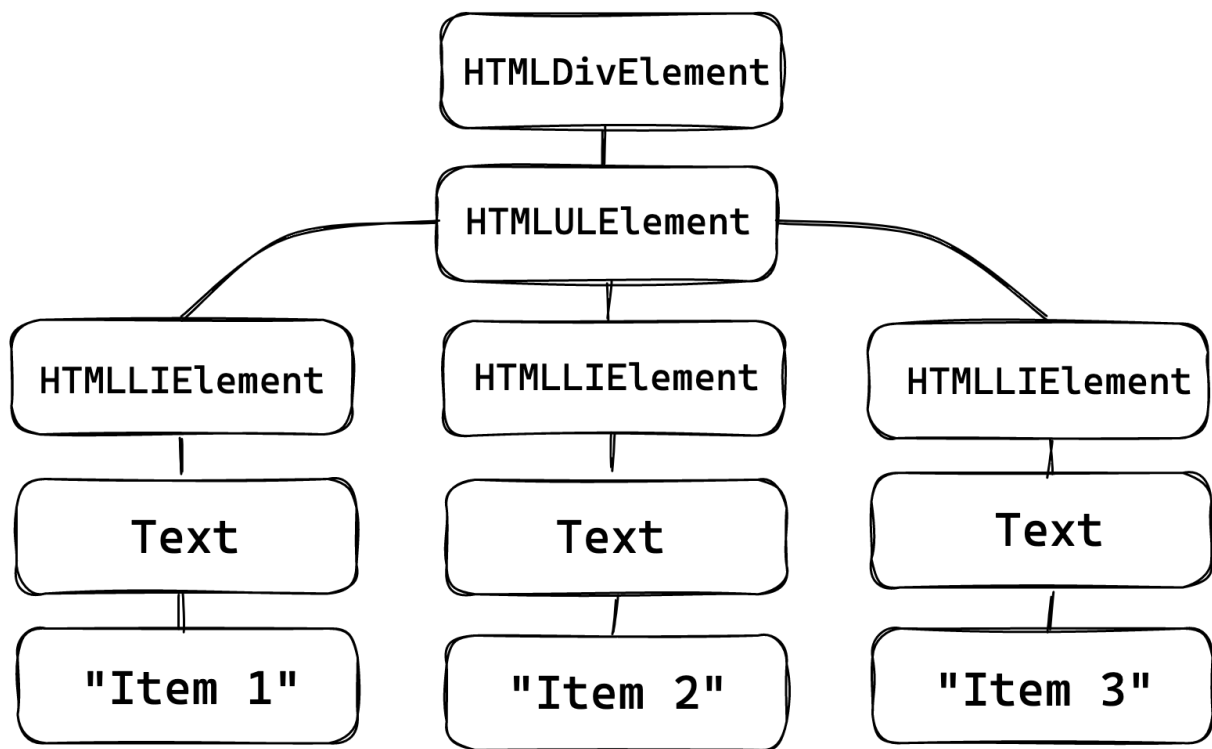 HTMLDivElement
HTMLULElement
HTMLLIElement
HTMLLIElement
HTMLLIElement
Text
Text
Text
"Item 1"
"Item 2"
"Item 3"